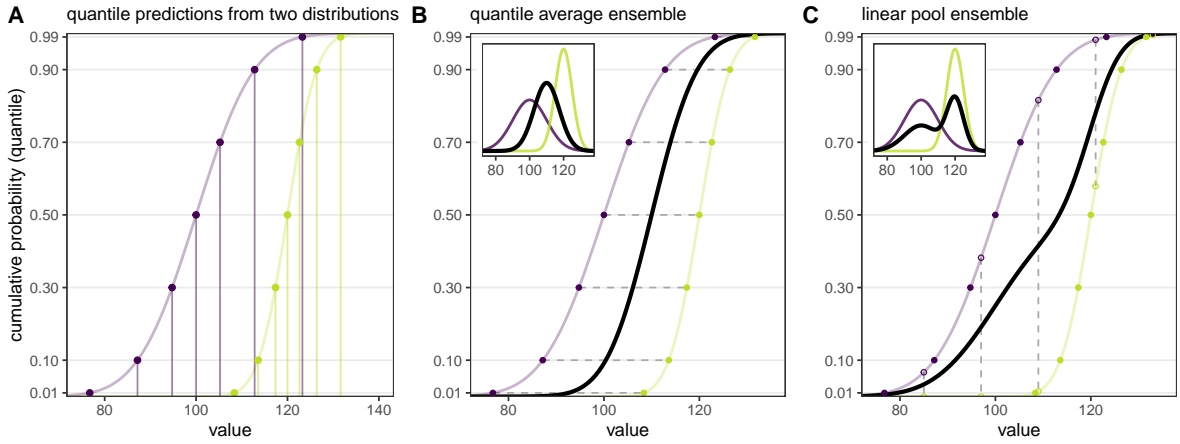 A quantile predictions from two distributions
cumulative probability (quantile)
0.99
0.90
0.70
0.50
0.30
0.10
0.01
80 100 120 140
value
B quantile average ensemble
0.99
0.90
0.70
0.50
0.30
0.10
0.01
80 100 120
80 100 120
value
C linear pool ensemble
0.99
0.90
0.70
0.50
0.30
0.10
0.01
80 100 120
80 100 120
value